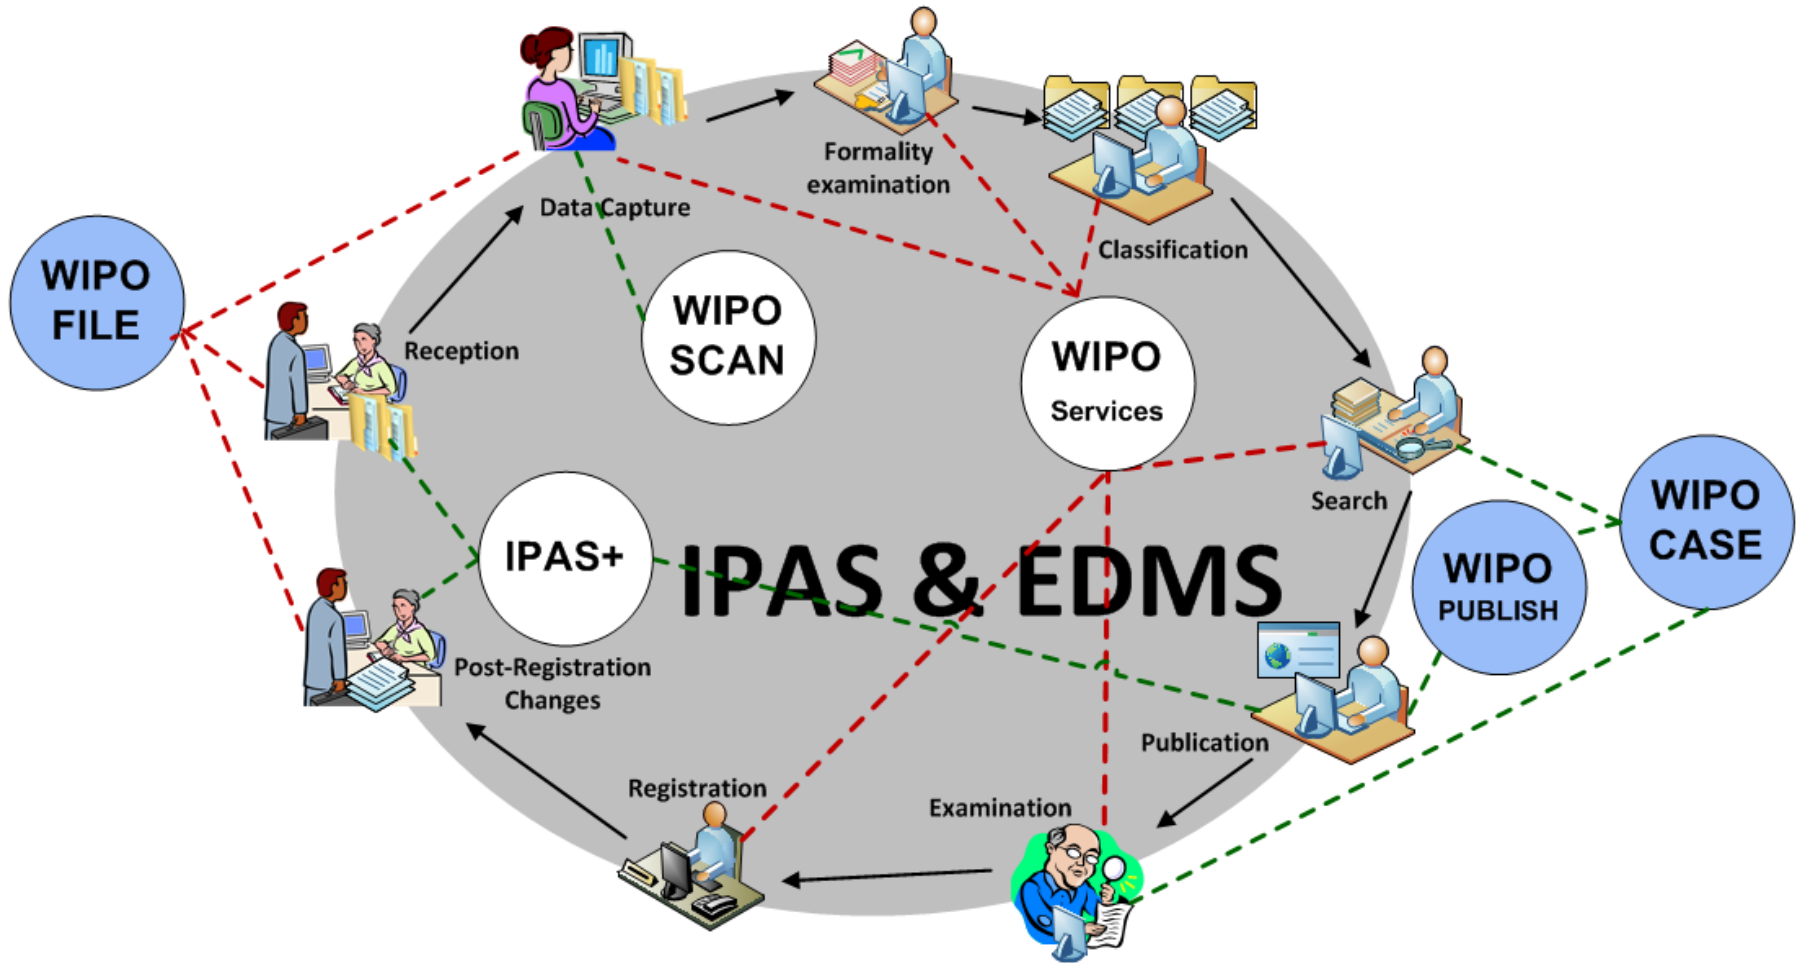 Formality
examination
Data Capture
Classification
WIPO
FILE
WIPO
SCAN
Reception
WIPO
Services
Search
WIPO
CASE
IPAS+
IPAS & EDMS
WIPO
PUBLISH
Post-Registration
Changes
Publication
Registration
Examination